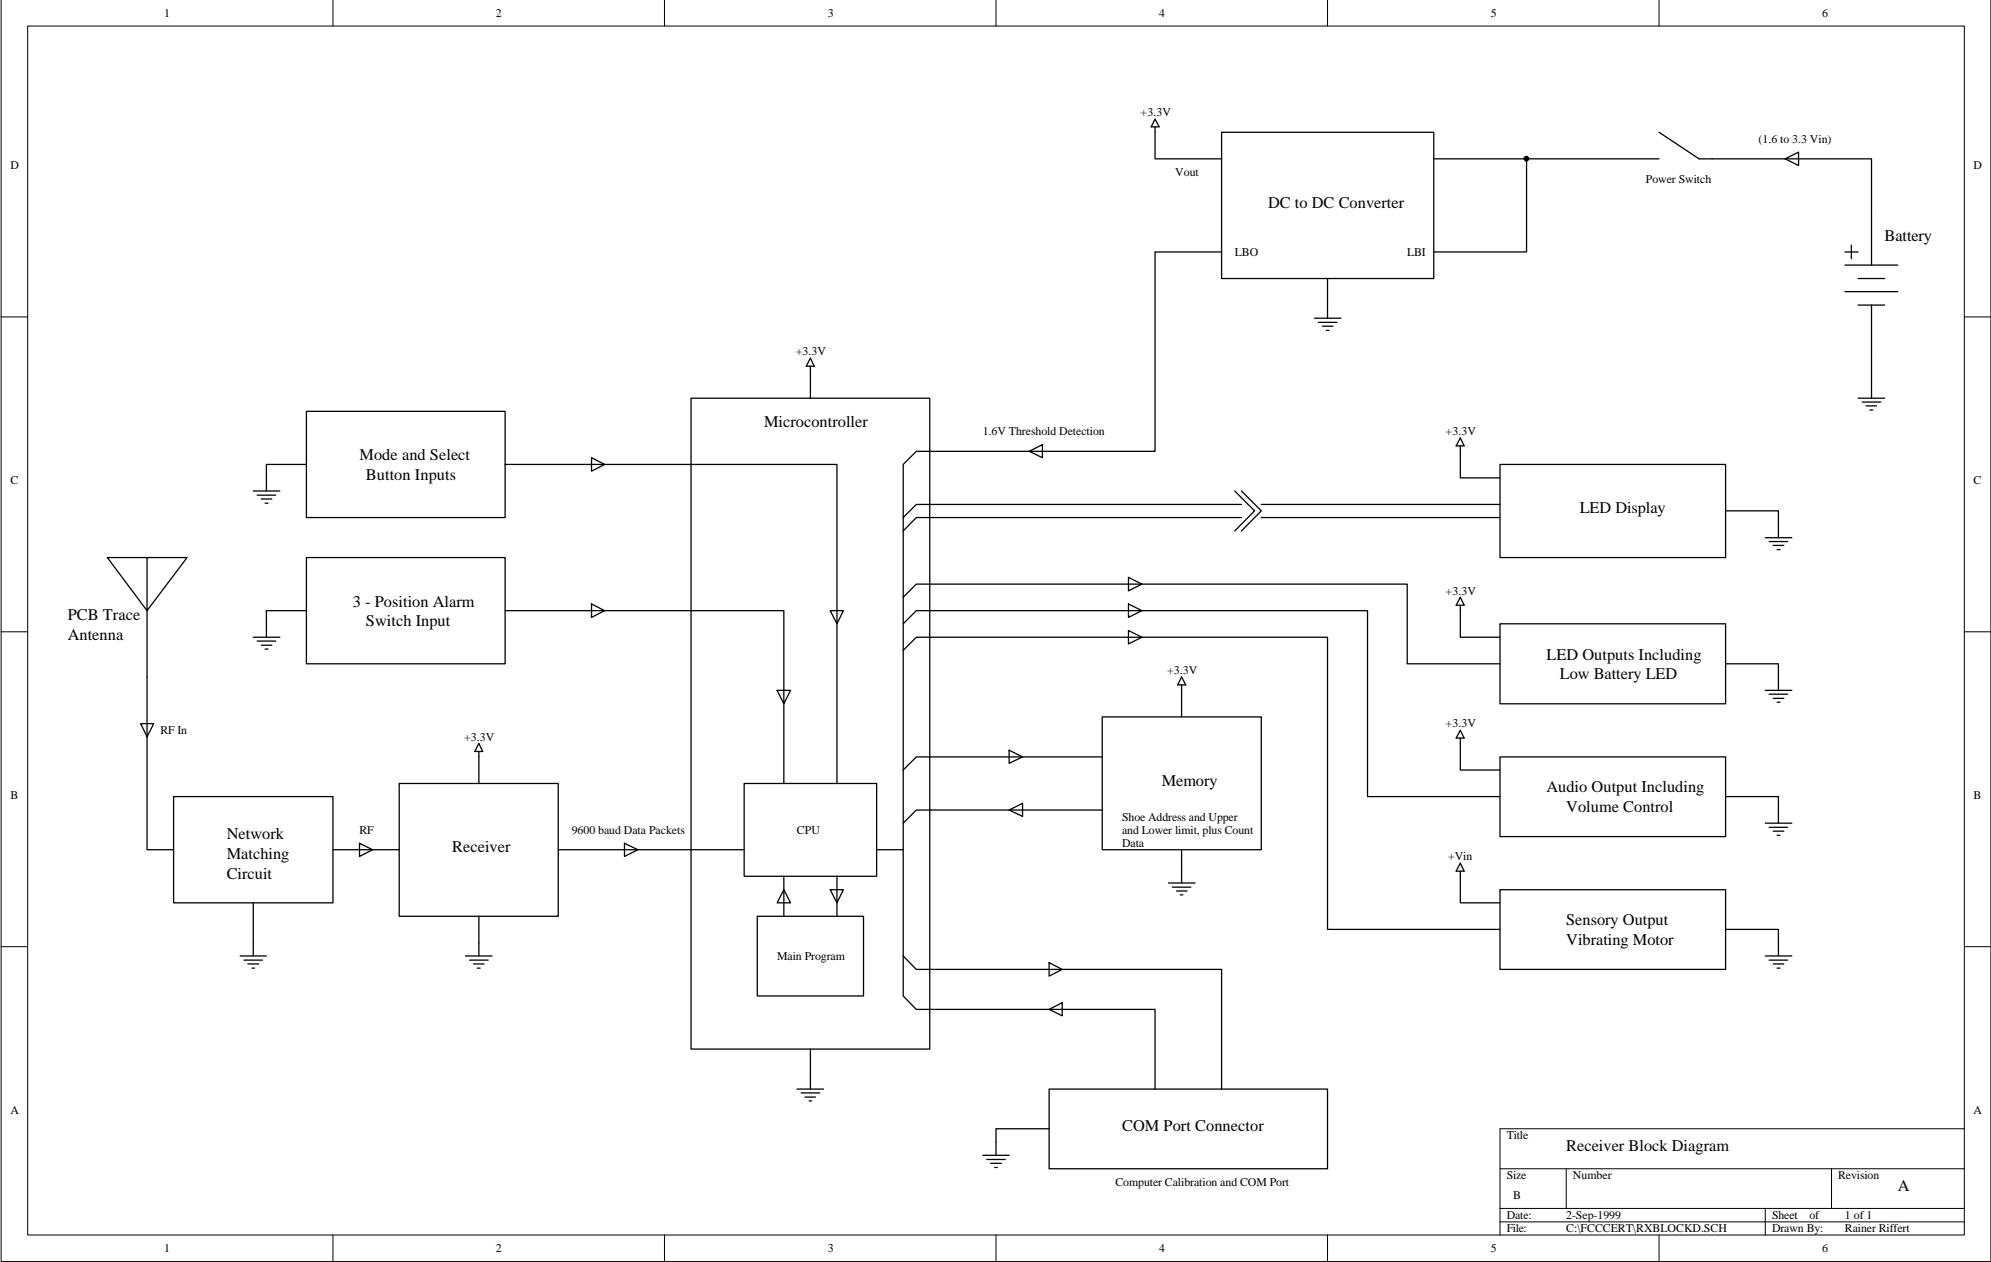 1 2 3 4 5 6
D
D
+3.3V
Vout
DC to DC Converter
LBO
LBI
(1.6 to 3.3 Vin)
Power Switch
Battery
+
+3.3V
Microcontroller
1.6V Threshold Detection
C
C
Mode and Select
Button Inputs
+3.3V
LED Display
3 - Position Alarm
Switch Input
PCB Trace
Antenna
+3.3V
LED Outputs Including
Low Battery LED
RF In
+3.3V
+3.3V
+3.3V
Memory
Shoe Address and Upper
and Lower limit, plus Count
Data
Audio Output Including
Volume Control
B
B
Network
Matching
Circuit
RF
Receiver
9600 baud Data Packets
CPU
+Vin
Sensory Output
Vibrating Motor
Main Program
A
A
COM Port Connector
Computer Calibration and COM Port
Title
Receiver Block Diagram
Size
B
Number
Revision
A
Date: 2-Sep-1999 Sheet of 1 of 1
File: C:\FCCCERT\RXBLOCKD.SCH Drawn By: Rainer Riffert
1 2 3 4 5 6